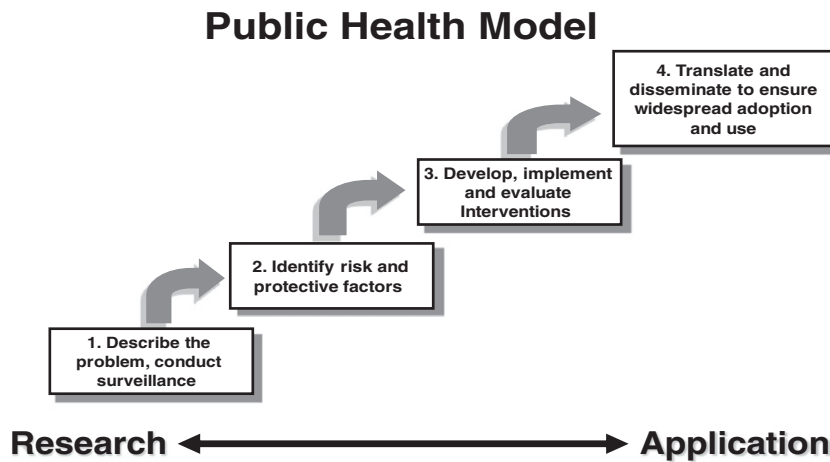 Public Health Model
1. Describe the
problem, conduct
surveillance
2. Identify risk and
protective factors
3. Develop, implement
and evaluate
Interventions
4. Translate and
disseminate to ensure
widespread adoption
and use
Research
Application